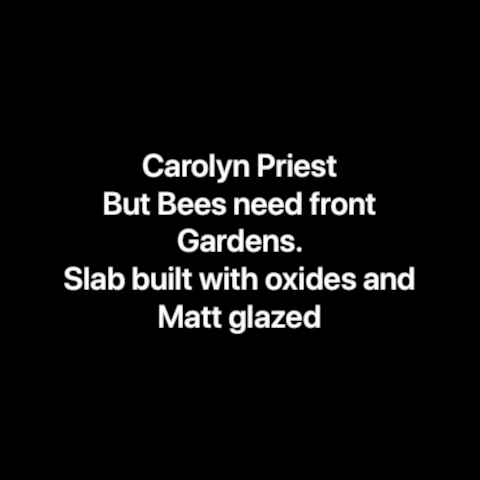 Carolyn Priest
But Bees need front
Gardens.
Slab built with oxides and
Matt glazed